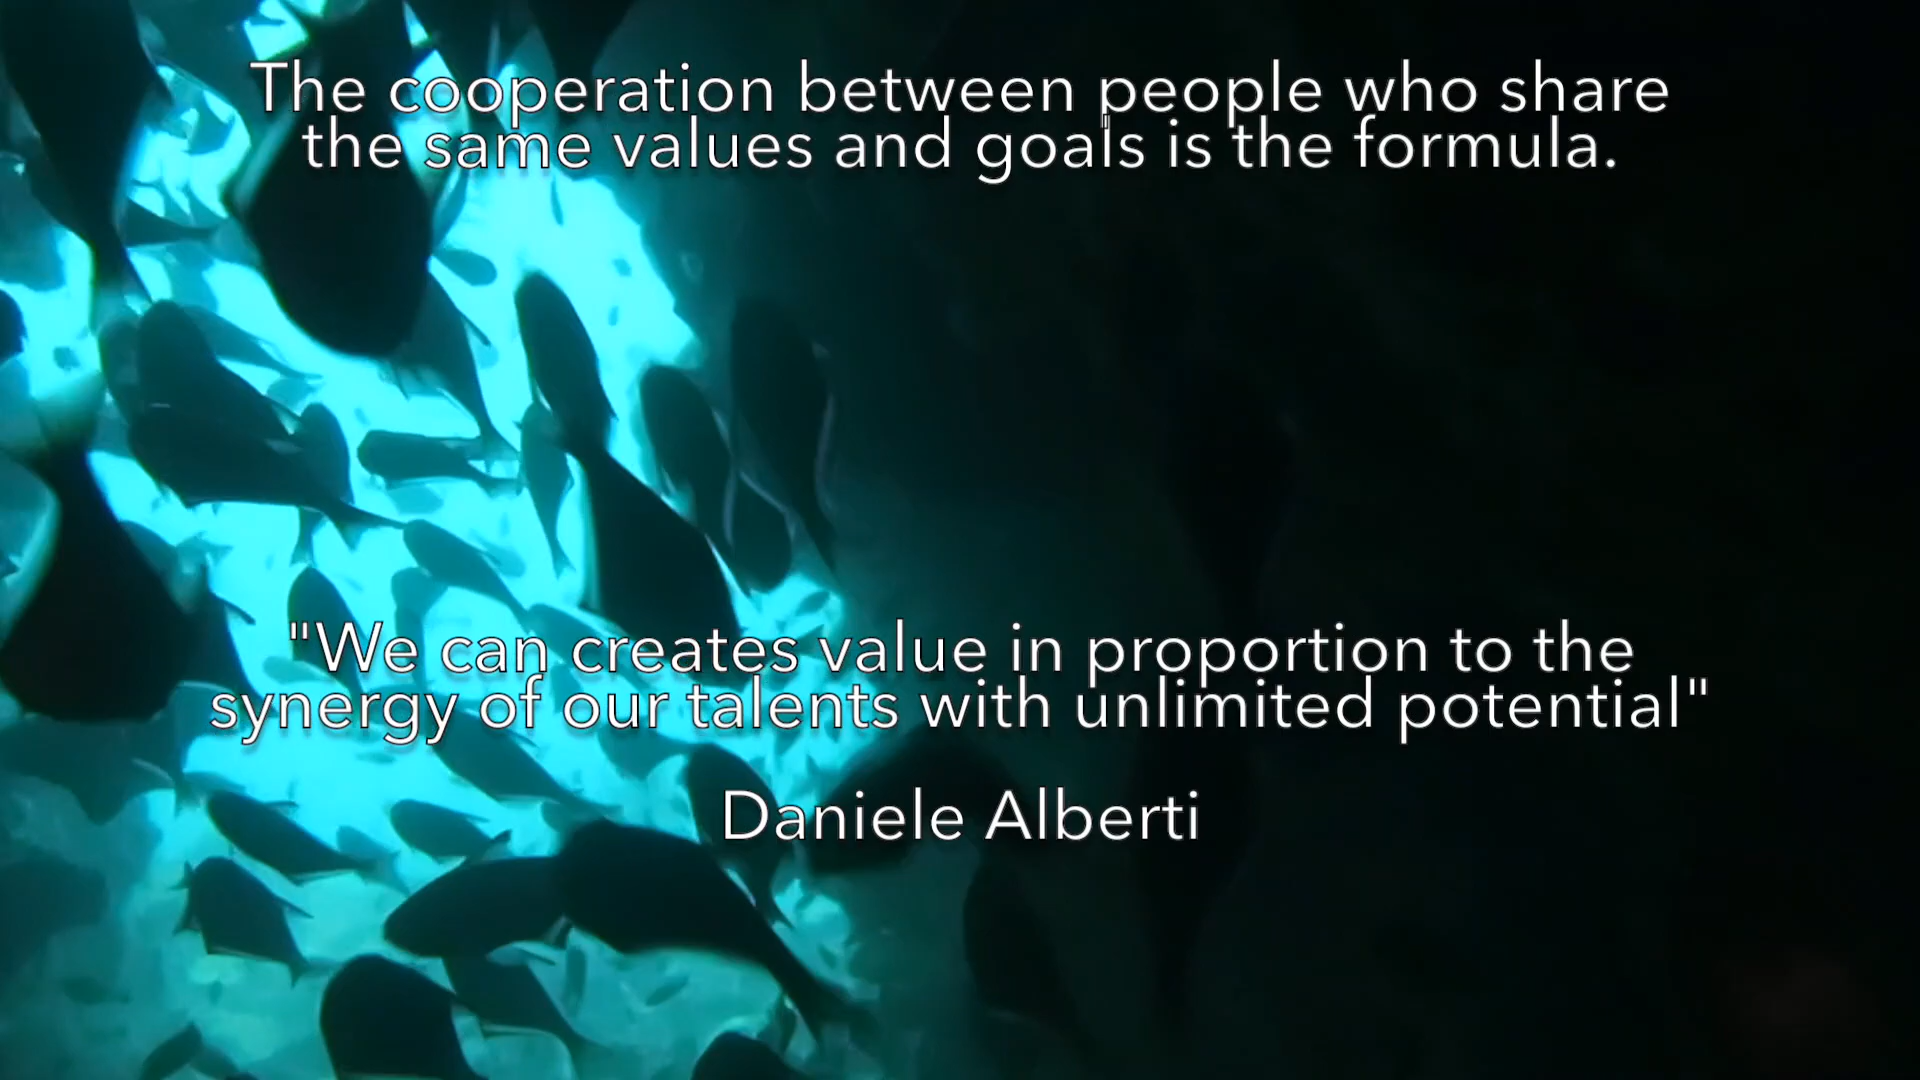 The cooperation between people who share
the same values and goals is the formula.
"We can creates value in proportion to the
synergy of our talents with unlimited potential"
Daniele Alberti